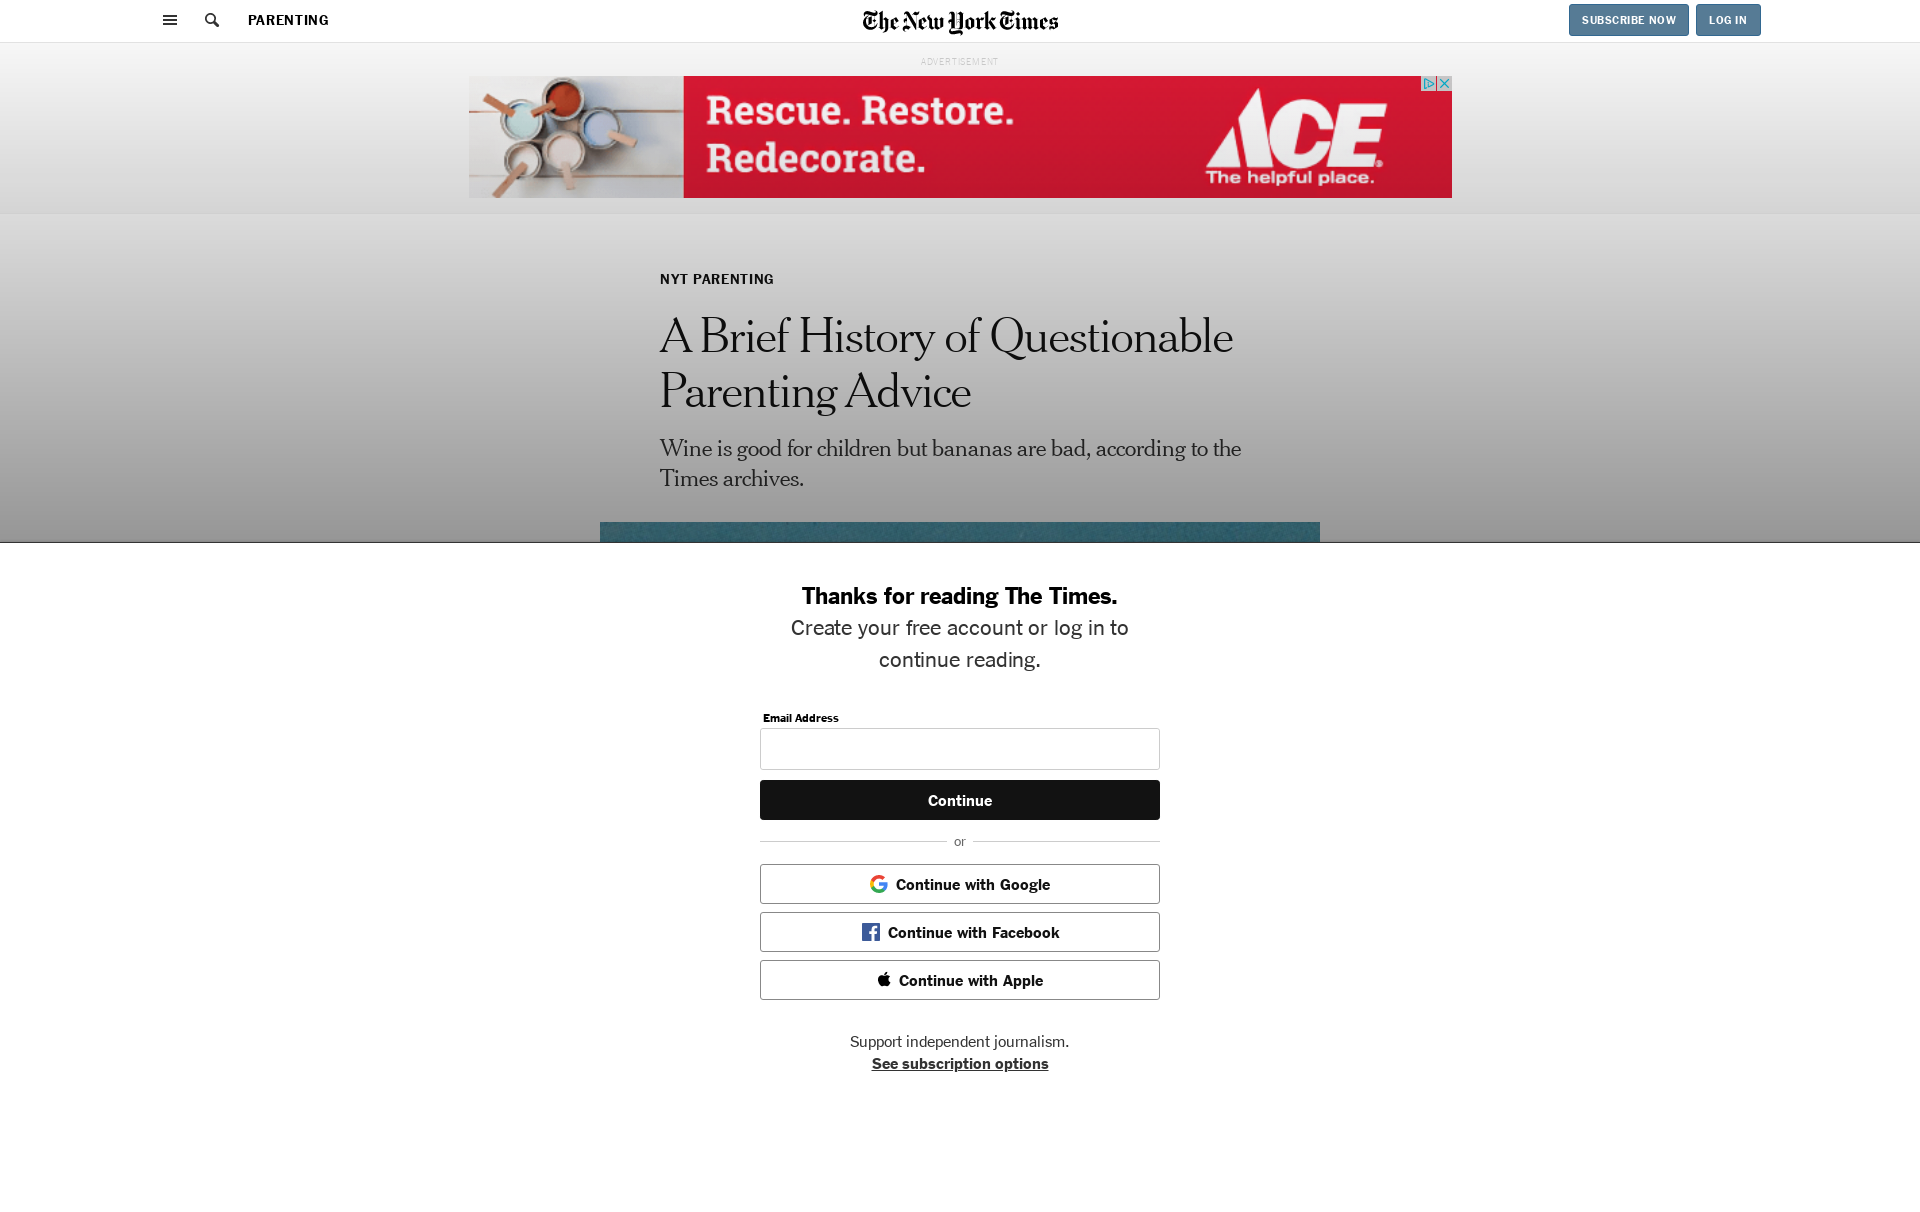 PARENTING
The New York Times
SUBSCRIBE NOW
LOG IN
ADVERTISEMENT
Rescue. Restore.
Redecorate.
ACE
The helpful place.
NYT PARENTING
A Brief History of Questionable
Parenting Advice
Wine is good for children but bananas are bad, according to the
Times archives.
Thanks for reading The Times.
Create your free account or log in to
continue reading.
Email Address
Continue
or
Continue with Google
Continue with Facebook
Continue with Apple
Support independent journalism.
See subscription options